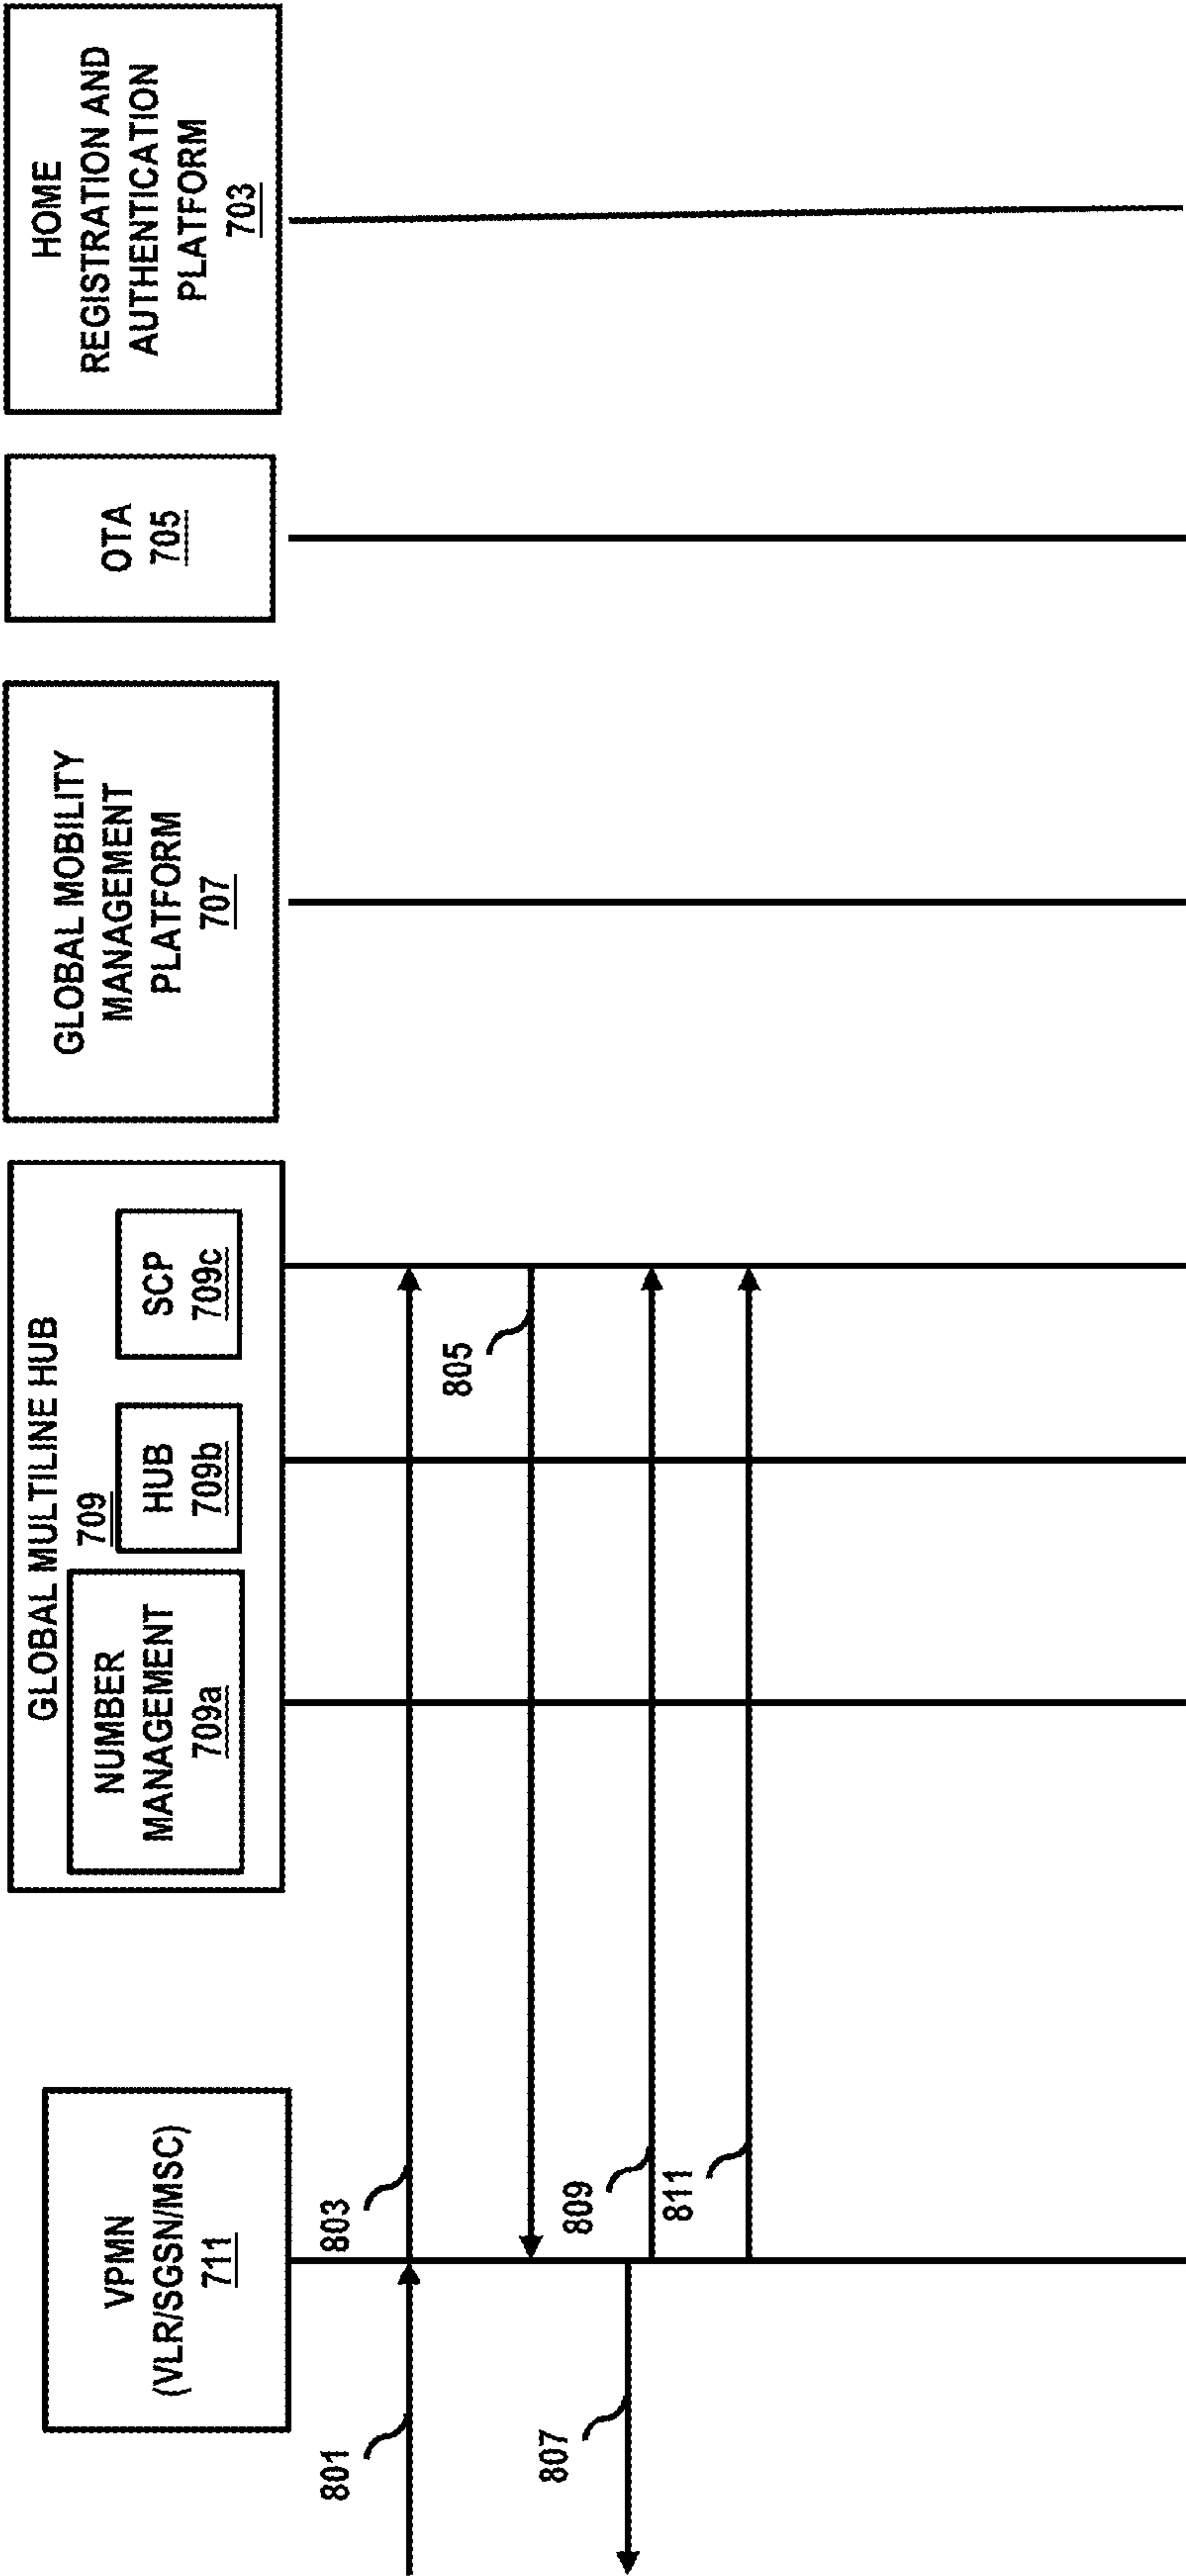 VPMN
(VLR/SGSN/MSC)
711
GLOBAL MULTILINE HUB
709
NUMBER
MANAGEMENT
709a
HUB
709b
SCP
709c
GLOBAL MOBILITY
MANAGEMENT
PLATFORM
707
OTA
705
HOME
REGISTRATION AND
AUTHENTICATION
PLATFORM
703
801
803
805
807
809
811